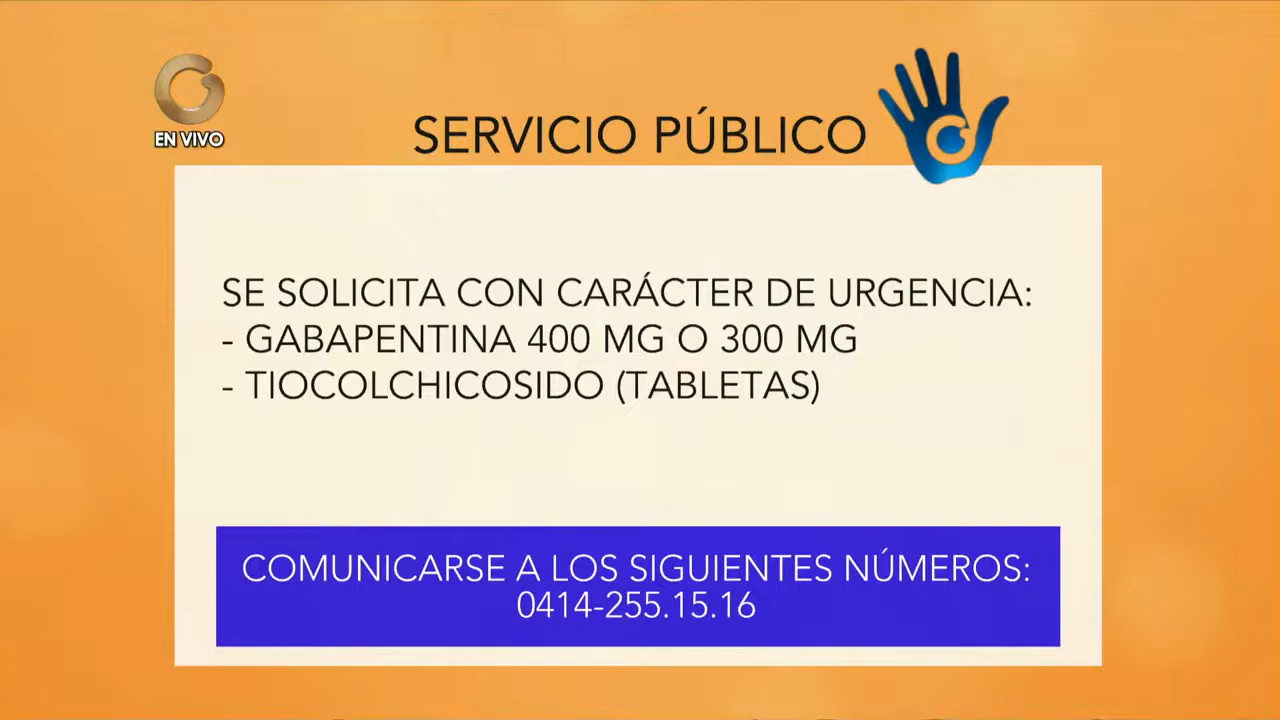 EN VIVO
SERVICIO PÚBLICO
SE SOLICITA CON CARÁCTER DE URGENCIA:
- GABAPENTINA 400 MG O 300 MG
- TIOCOLCHICOSIDO (TABLETAS)
COMUNICARSE A LOS SIGUIENTES NÚMEROS:
0414-255.15.16